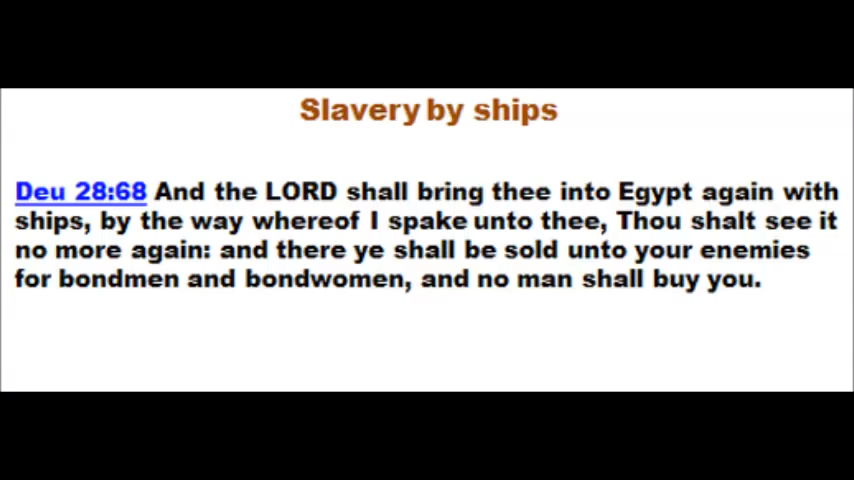 Slavery by ships
Deu 28:68 And the LORD shall bring thee into Egypt again with
ships, by the way whereof I spake unto thee, Thou shalt see it
no more again: and there ye shall be sold unto your enemies
for bondmen and bondwomen, and no man shall buy you.